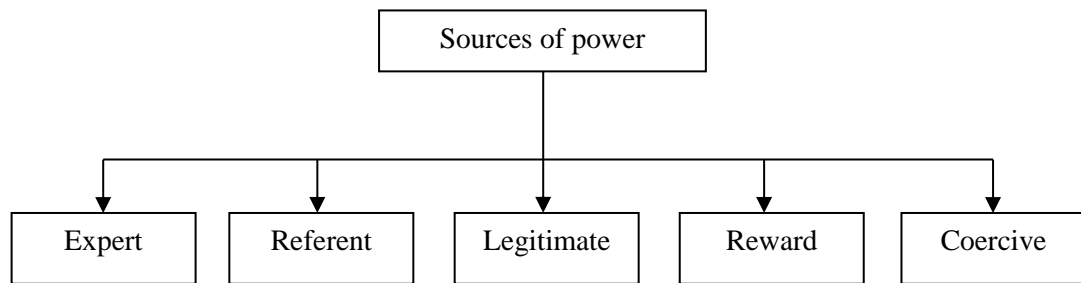 Sources of power
Expert
Referent
Legitimate
Reward
Coercive